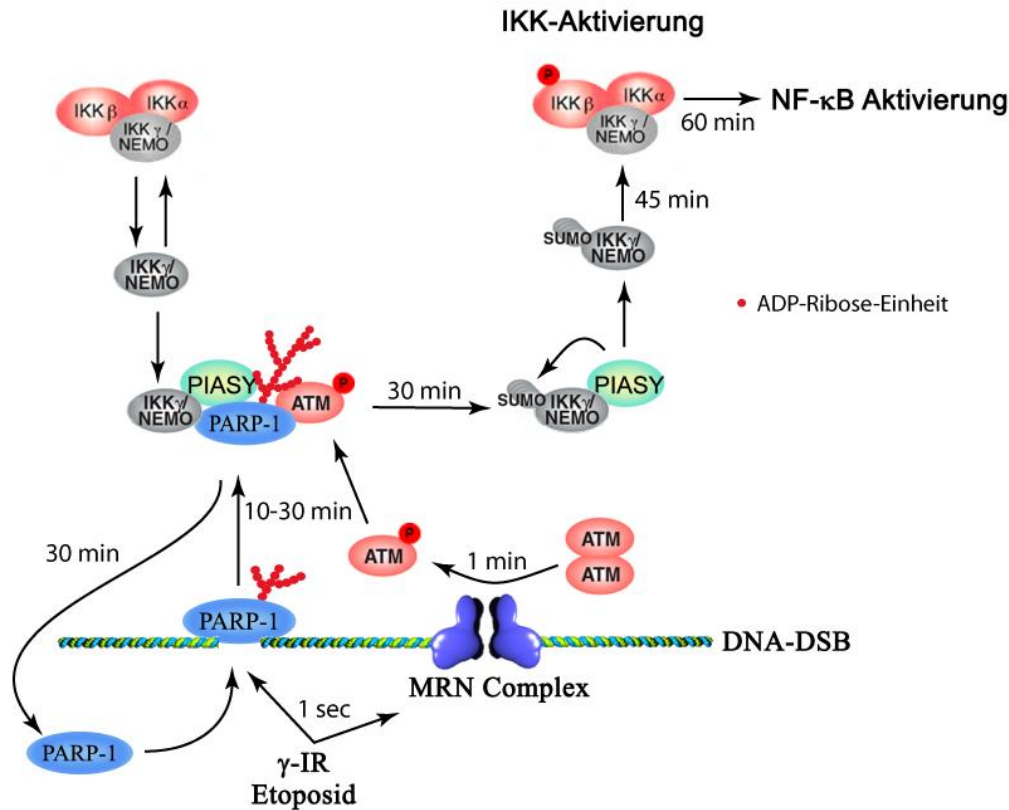 IKK-Aktivierung
IKKβ
IKKα
IKK γ/
NEMO
P
IKKβ
IKKα
IKK γ/
NEMO
60 min
NF-κB Aktivierung
45 min
IKKγ/
NEMO
SUMO
IKKγ/
NEMO
ADP-Ribose-Einheit
PIASY
IKKγ/
NEMO
PARP-1
ATM
P
30 min
SUMO
IKKγ/
NEMO
PIASY
10-30 min
30 min
ATM
P
1 min
ATM
ATM
PARP-1
DNA-DSB
MRN Complex
1 sec
PARP-1
γ-IR
Etoposid